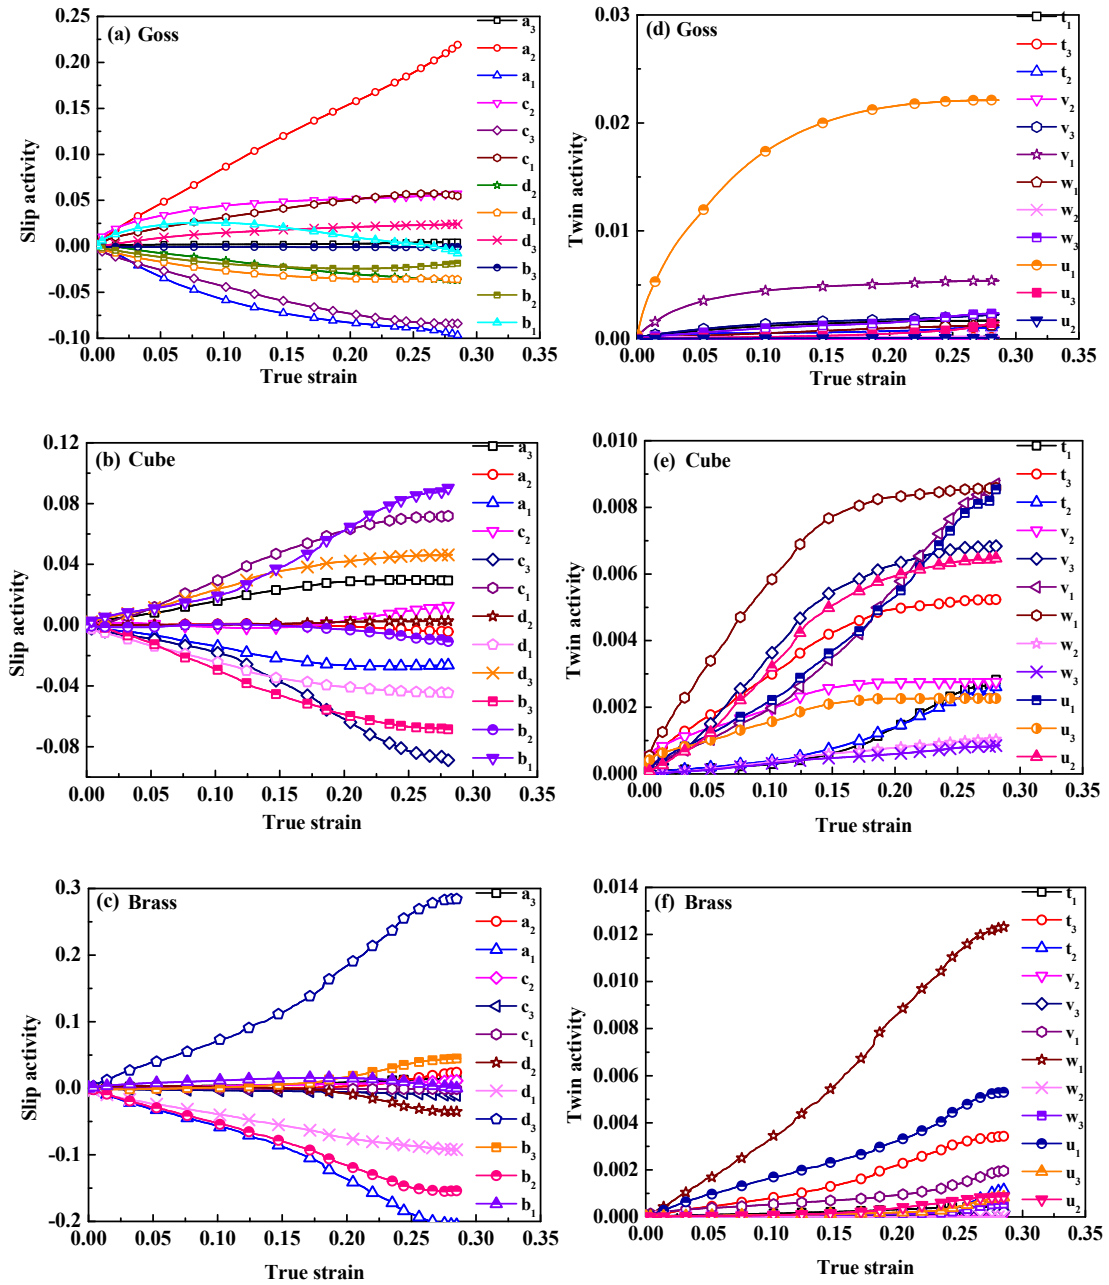 (a) Goss
Slip activity
0.25
0.20
0.15
0.10
0.05
0.00
-0.05
-0.10
0.00 0.05 0.10 0.15 0.20 0.25 0.30 0.35
True strain
a3
a2
a1
c2
c3
c1
d2
d1
d3
b3
b2
b1
(d) Goss
Twin activity
0.03
0.02
0.01
0.00
0.00 0.05 0.10 0.15 0.20 0.25 0.30 0.35
True strain
t1
t3
t2
v2
v3
v1
w1
w2
w3
u1
u3
u2
(b) Cube
Slip activity
0.12
0.08
0.04
0.00
-0.04
-0.08
0.00 0.05 0.10 0.15 0.20 0.25 0.30 0.35
True strain
a3
a2
a1
c2
c3
c1
d2
d1
d3
b3
b2
b1
(e) Cube
Twin activity
0.010
0.008
0.006
0.004
0.002
0.000
0.00 0.05 0.10 0.15 0.20 0.25 0.30 0.35
True strain
t1
t3
t2
v2
v3
v1
w1
w2
w3
u1
u3
u2
(c) Brass
Slip activity
0.3
0.2
0.1
0.0
-0.1
-0.2
0.00 0.05 0.10 0.15 0.20 0.25 0.30 0.35
True strain
a3
a2
a1
c2
c3
c1
d2
d1
d3
b3
b2
b1
(f) Brass
Twin activity
0.014
0.012
0.010
0.008
0.006
0.004
0.002
0.000
0.00 0.05 0.10 0.15 0.20 0.25 0.30 0.35
True strain
t1
t3
t2
v2
v3
v1
w1
w2
w3
u1
u3
u2